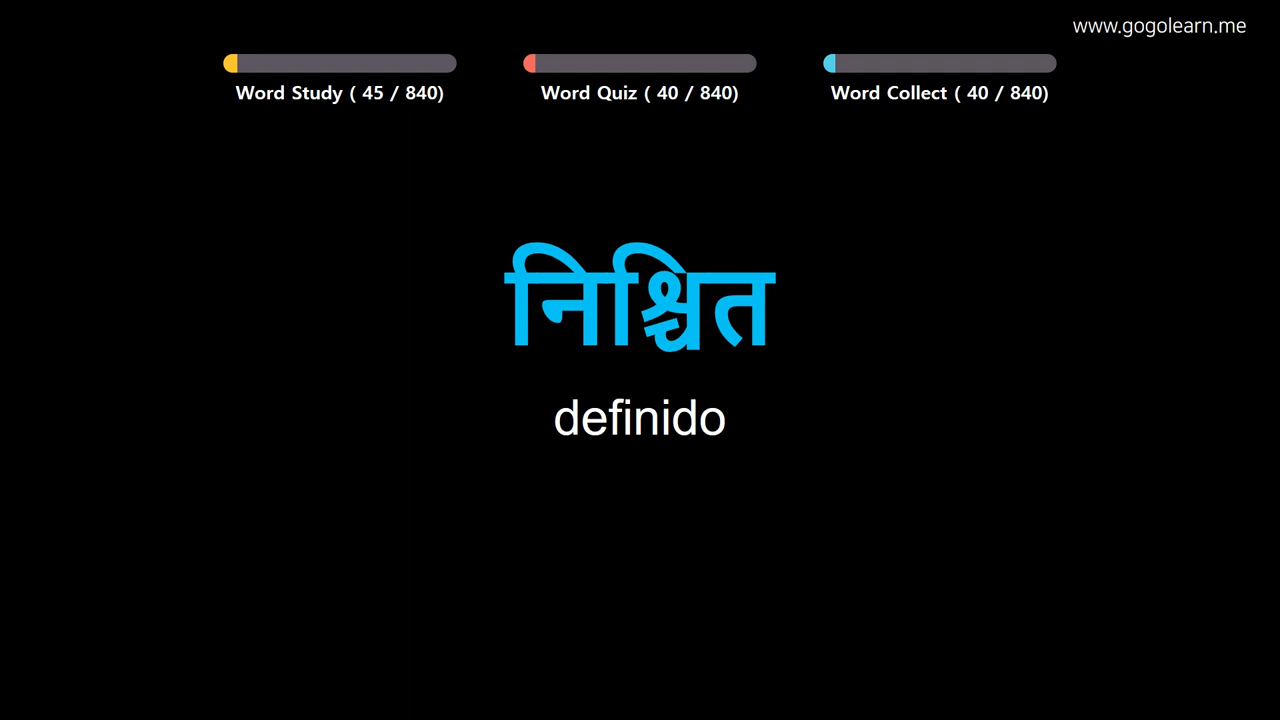 www.gogolearn.me
Word Study ( 45 / 840)
Word Quiz ( 40 / 840)
Word Collect ( 40 / 840)
निश्चित
definido